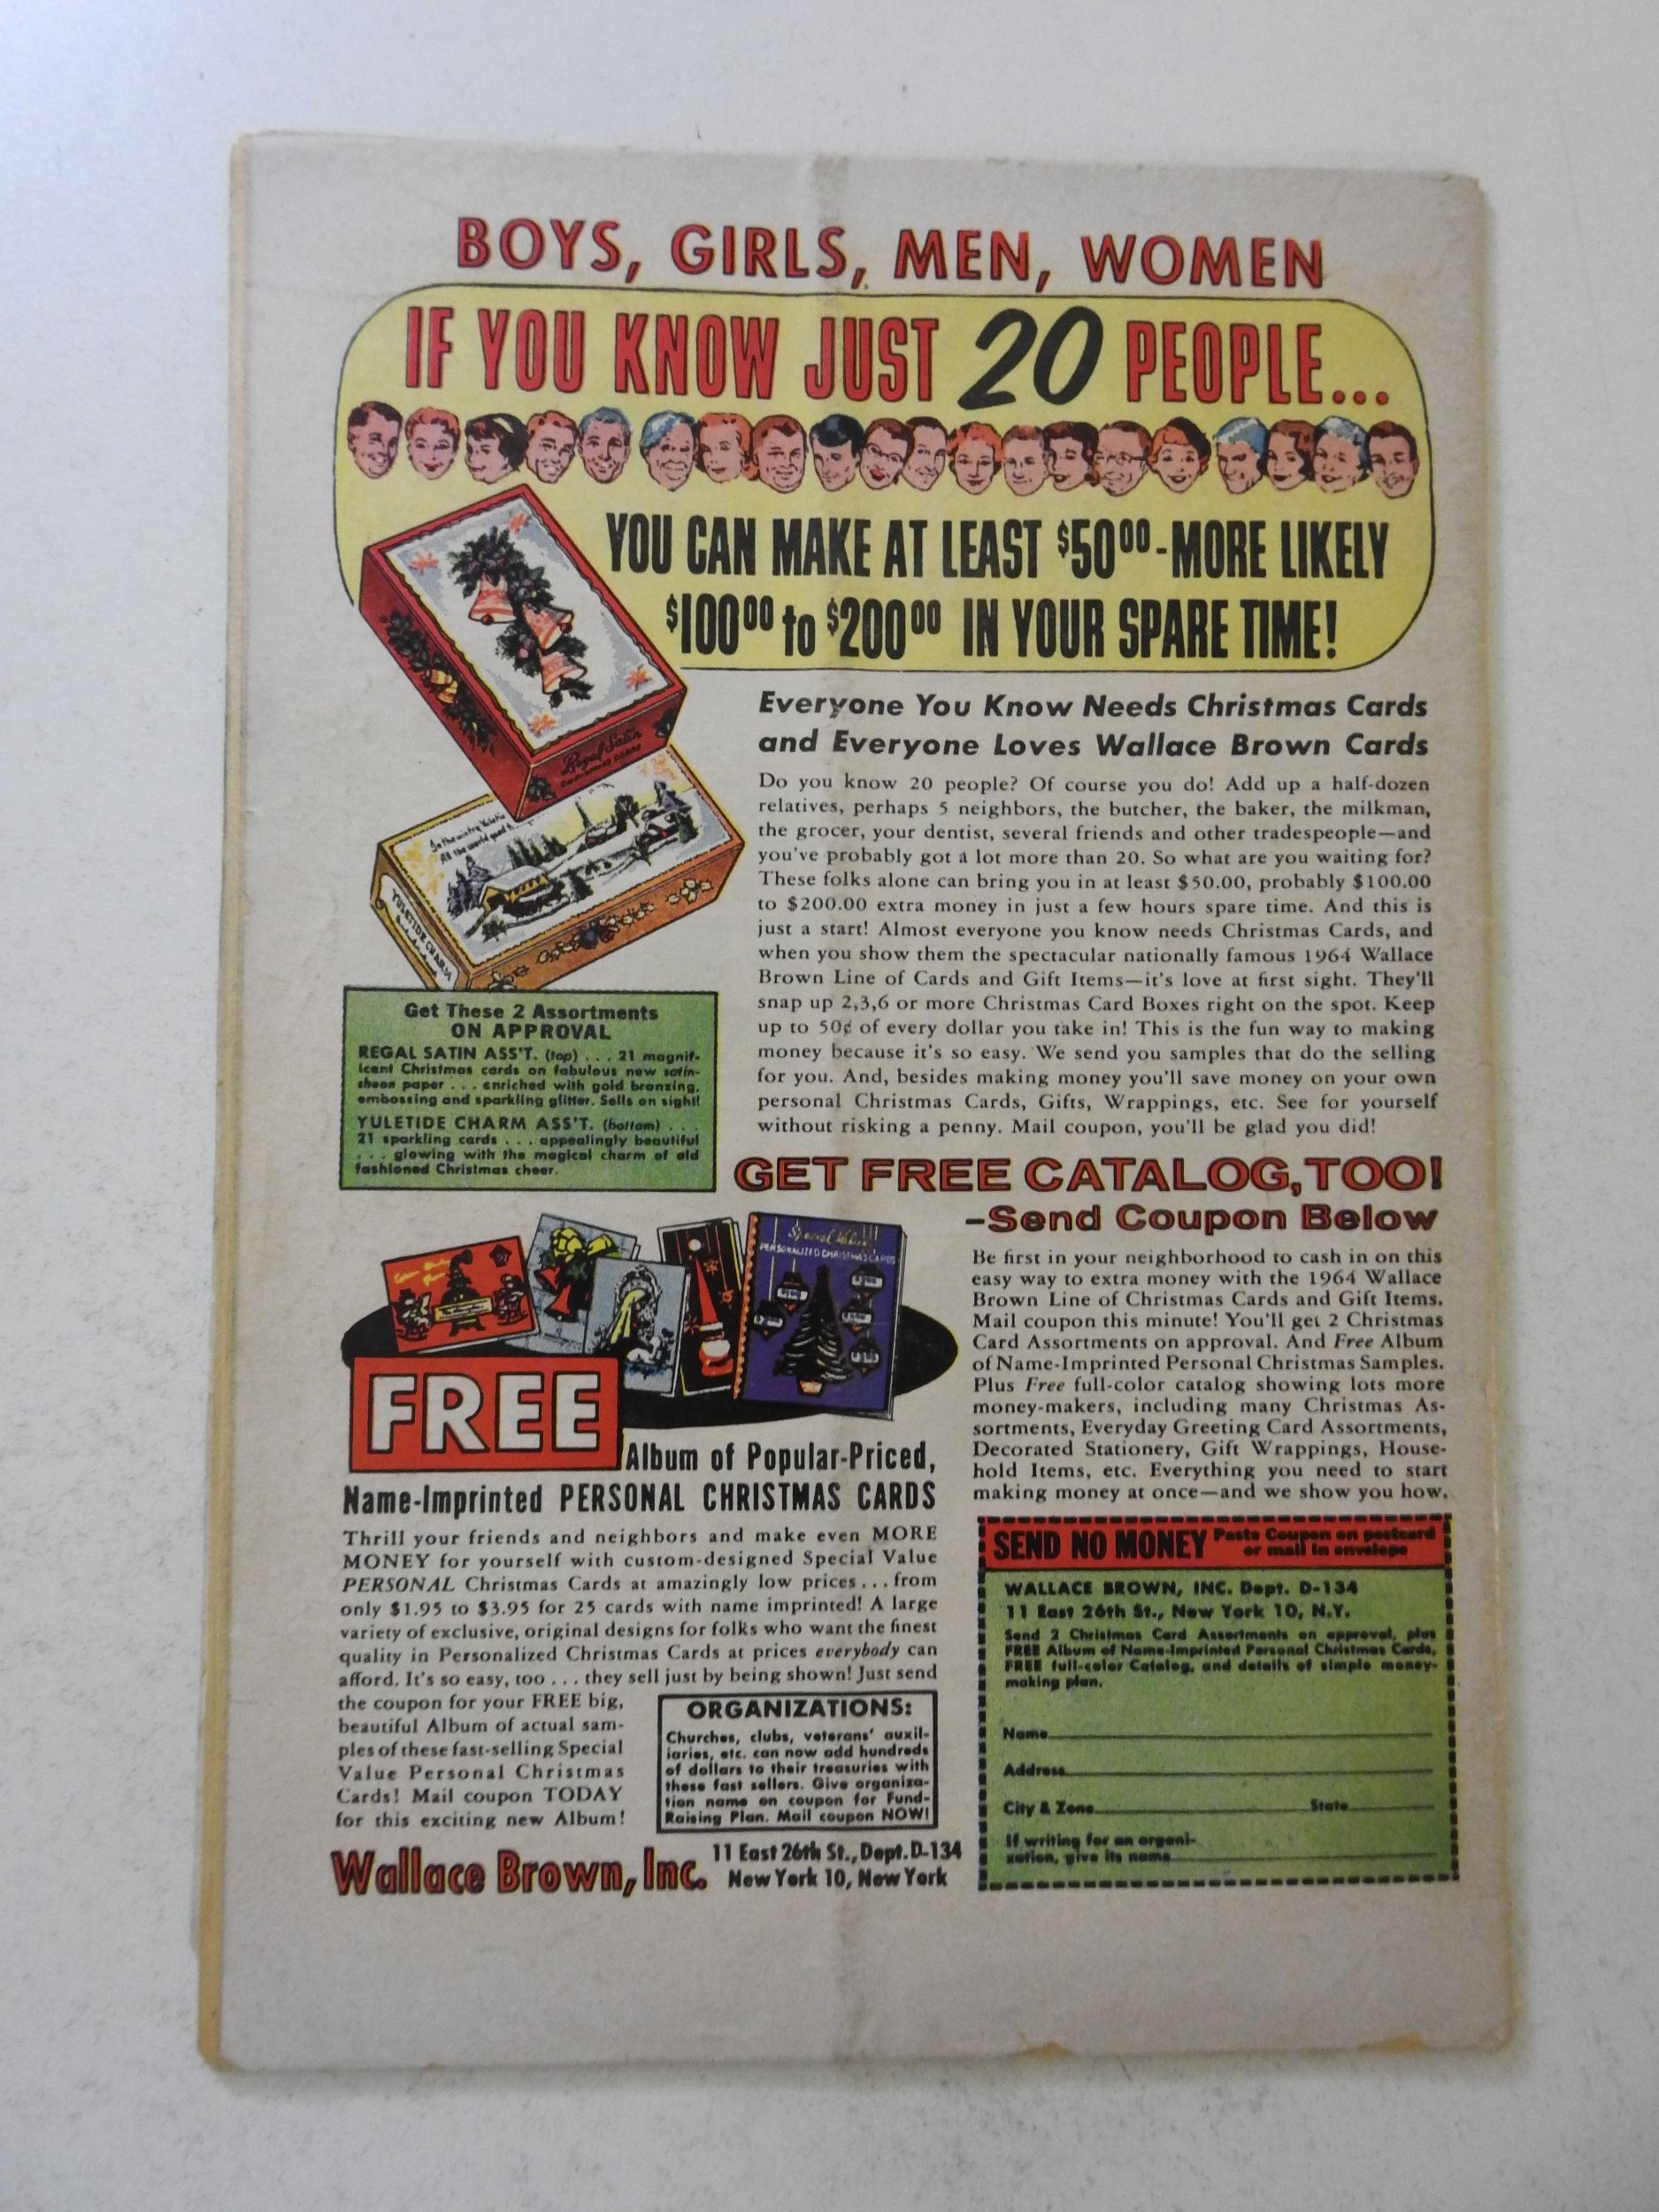 BOYS, GIRLS, MEN, WOMEN
IF YOU KNOW JUST 20 PEOPLE...
YOU CAN MAKE AT LEAST $50⁰⁰-MORE LIKELY
$100⁰⁰ to $200⁰⁰ IN YOUR SPARE TIME!
Regal Satin
CHRISTMAS CARDS
YULETIDE CHARM
Everyone You Know Needs Christmas Cards
and Everyone Loves Wallace Brown Cards
Do you know 20 people? Of course you do! Add up a half-dozen
relatives, perhaps 5 neighbors, the butcher, the baker, the milkman,
the grocer, your dentist, several friends and other tradespeople—and
you've probably got a lot more than 20. So what are you waiting for?
These folks alone can bring you in at least $50.00, probably $100.00
to $200.00 extra money in just a few hours spare time. And this is
just a start! Almost everyone you know needs Christmas Cards, and
when you show them the spectacular nationally famous 1964 Wallace
Brown Line of Cards and Gift Items—it's love at first sight. They'll
snap up 2,3,6 or more Christmas Card Boxes right on the spot. Keep
up to 50¢ of every dollar you take in! This is the fun way to making
money because it's so easy. We send you samples that do the selling
for you. And, besides making money you'll save money on your own
personal Christmas Cards, Gifts, Wrappings, etc. See for yourself
without risking a penny. Mail coupon, you'll be glad you did!
Get These 2 Assortments
ON APPROVAL
REGAL SATIN ASS'T. (top) . . . 21 magnif-
icent Christmas cards on fabulous new satin-
sheen paper . . . enriched with gold bronzing,
embossing and sparkling glitter. Sells on sight!
YULETIDE CHARM ASS'T. (bottom) . . .
21 sparkling cards . . . appealingly beautiful
. . . glowing with the magical charm of old
fashioned Christmas cheer.
GET FREE CATALOG, TOO!
-Send Coupon Below
Be first in your neighborhood to cash in on this
easy way to extra money with the 1964 Wallace
Brown Line of Christmas Cards and Gift Items.
Mail coupon this minute! You'll get 2 Christmas
Card Assortments on approval. And Free Album
of Name-Imprinted Personal Christmas Samples.
Plus Free full-color catalog showing lots more
money-makers, including many Christmas As-
sortments, Everyday Greeting Card Assortments,
Decorated Stationery, Gift Wrappings, House-
hold Items, etc. Everything you need to start
making money at once—and we show you how.
Special Value
PERSONALIZED CHRISTMAS CARDS
FREE
Album of Popular-Priced,
Name-Imprinted PERSONAL CHRISTMAS CARDS
Thrill your friends and neighbors and make even MORE
MONEY for yourself with custom-designed Special Value
PERSONAL Christmas Cards at amazingly low prices... from
only $1.95 to $3.95 for 25 cards with name imprinted! A large
variety of exclusive, original designs for folks who want the finest
quality in Personalized Christmas Cards at prices everybody can
afford. It's so easy, too . . . they sell just by being shown! Just send
the coupon for your FREE big,
beautiful Album of actual sam-
ples of these fast-selling Special
Value Personal Christmas
Cards! Mail coupon TODAY
for this exciting new Album!
ORGANIZATIONS:
Churches, clubs, veterans' auxil-
iaries, etc. can now add hundreds
of dollars to their treasuries with
these fast sellers. Give organiza-
tion name on coupon for Fund-
Raising Plan. Mail coupon NOW!
Wallace Brown, Inc.
11 East 26th St., Dept. D-134
New York 10, New York
SEND NO MONEY Paste Coupon on postcard
or mail in envelope
WALLACE BROWN, INC. Dept. D-134
11 East 26th St., New York 10, N.Y.
Send 2 Christmas Card Assortments on approval, plus
FREE Album of Name-Imprinted Personal Christmas Cards,
FREE full-color Catalog, and details of simple money-
making plan.
Name
Address
City & Zone State
If writing for an organi-
zation, give its name